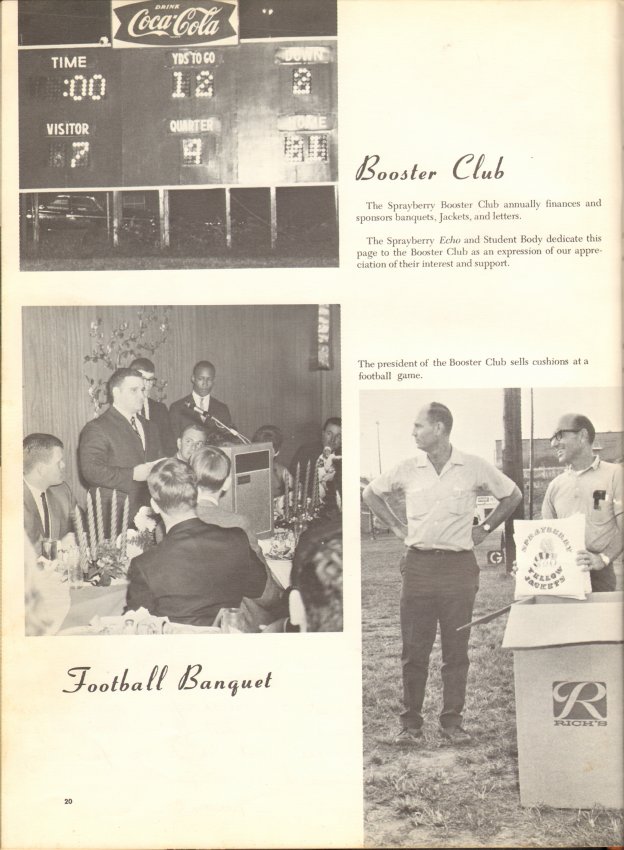 DRINK
Coca-Cola
TIME
YDS TO GO
DOWN
:00
12
8
VISITOR
QUARTER
7
4
Booster Club
The Sprayberry Booster Club annually finances and
sponsors banquets, Jackets, and letters.
The Sprayberry Echo and Student Body dedicate this
page to the Booster Club as an expression of our appre-
ciation of their interest and support.
The president of the Booster Club sells cushions at a
football game.
G
SPRAYBERRY
YELLOW
JACKETS
R
RICH'S
Football Banquet
20